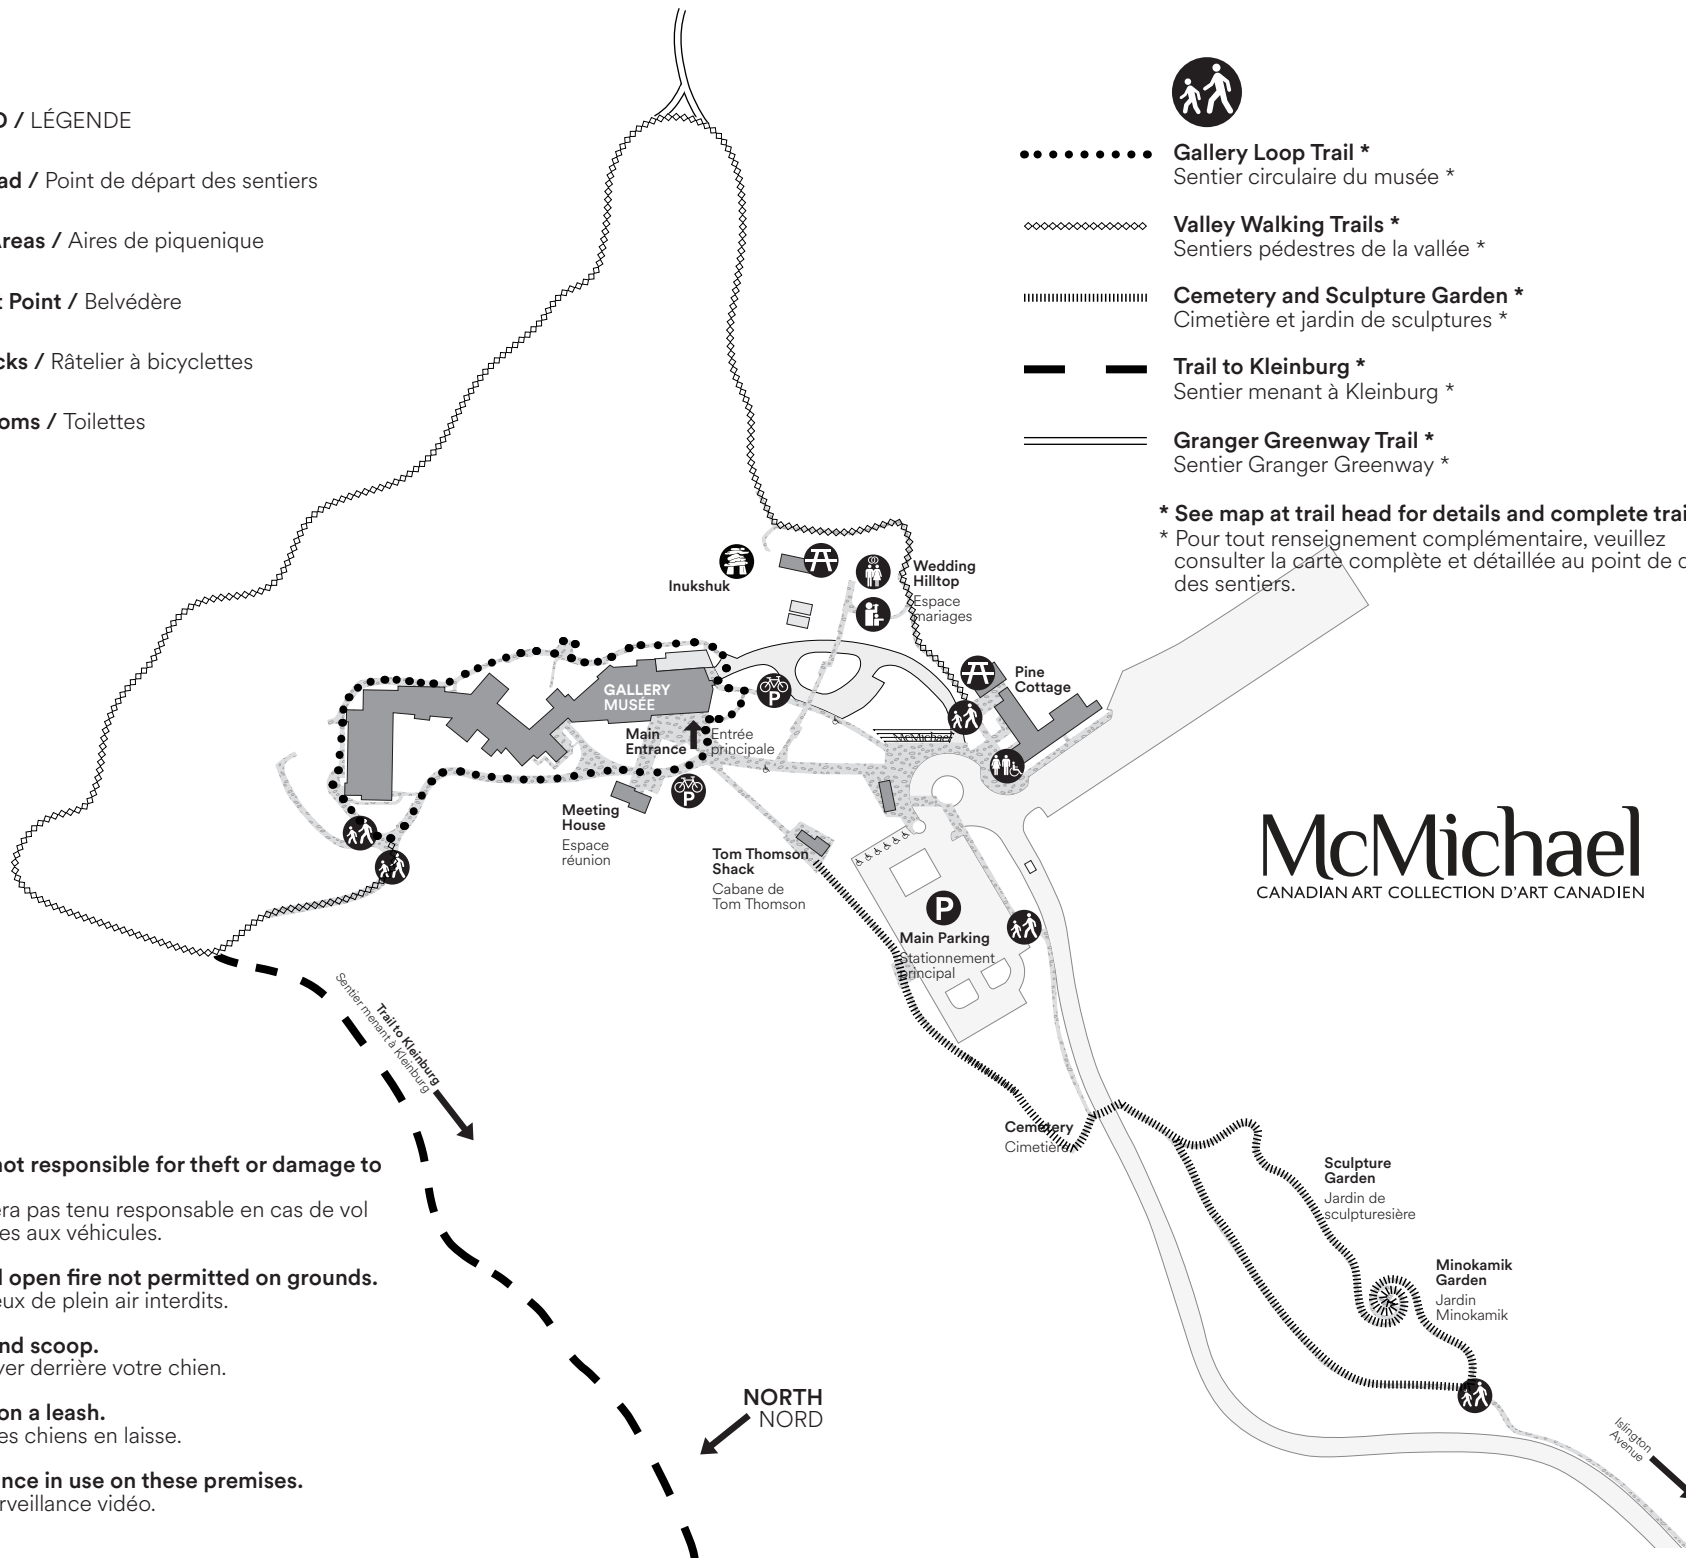 D / LÉGENDE
ad / Point de départ des sentiers
Areas / Aires de piquenique
t Point / Belvédère
cks / Râtelier à bicyclettes
oms / Toilettes
Gallery Loop Trail *
Sentier circulaire du musée *
Valley Walking Trails *
Sentiers pédestres de la vallée *
Cemetery and Sculpture Garden *
Cimetière et jardin de sculptures *
Trail to Kleinburg *
Sentier menant à Kleinburg *
Granger Greenway Trail *
Sentier Granger Greenway *
* See map at trail head for details and complete trai
* Pour tout renseignement complémentaire, veuillez
consulter la carte complète et détaillée au point de d
des sentiers.
Inukshuk
Wedding
Hilltop
Espace
mariages
Pine
Cottage
GALLERY
MUSÉE
Main
Entrance
Entrée
principale
P
P
McMichael
Meeting
House
Espace
réunion
Tom Thomson
Shack
Cabane de
Tom Thomson
P
Main Parking
Stationnement
principal
McMichael
CANADIAN ART COLLECTION D'ART CANADIEN
Trail to Kleinburg
Sentier menant à Kleinburg
Cemetery
Cimetière
Sculpture
Garden
Jardin de
sculpturesière
Minokamik
Garden
Jardin
Minokamik
Islington
Avenue
NORTH
NORD
not responsible for theft or damage to
era pas tenu responsable en cas de vol
es aux véhicules.
l open fire not permitted on grounds.
eux de plein air interdits.
nd scoop.
yer derrière votre chien.
on a leash.
es chiens en laisse.
nce in use on these premises.
rveillance vidéo.